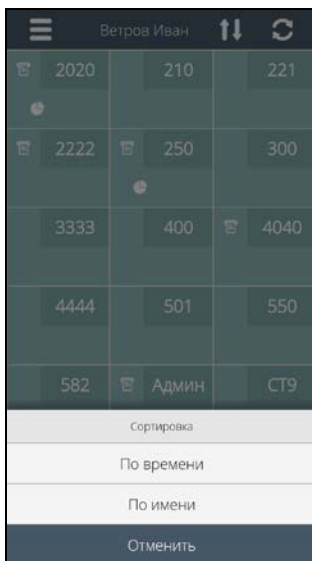 Ветров Иван
2020 210 221
2222 250 300
3333 400 4040
4444 501 550
582 Админ СТ9
Сортировка
По времени
По имени
Отменить